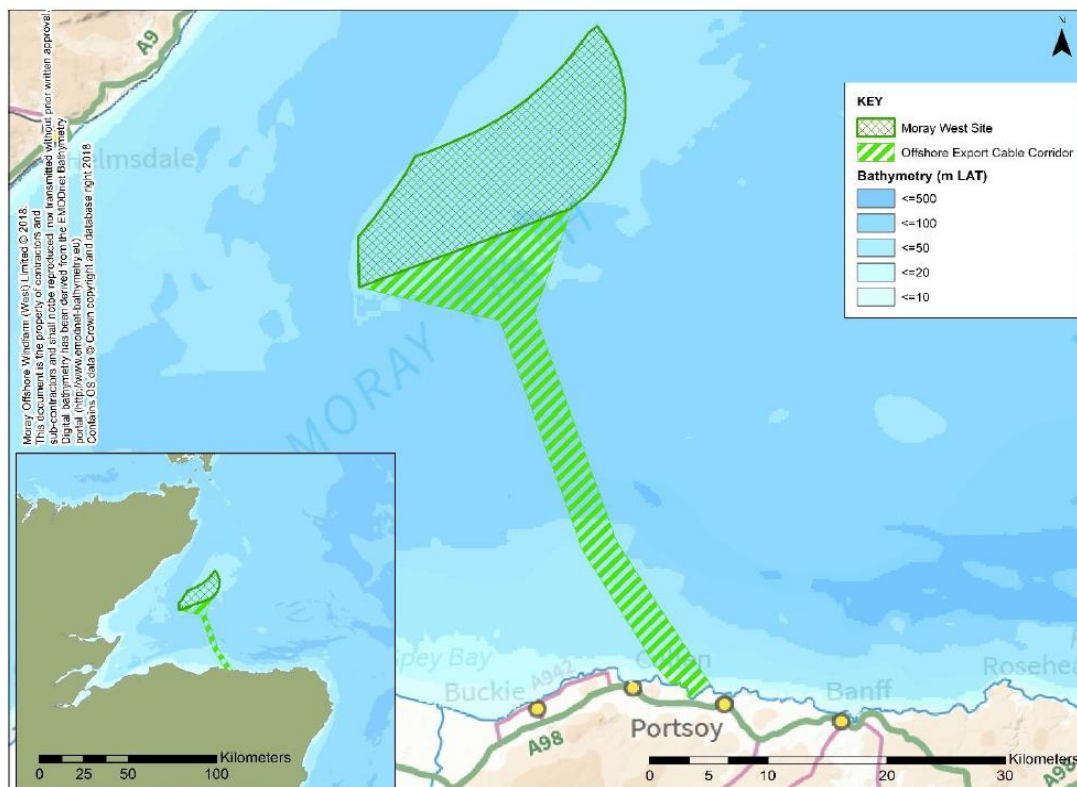 A9
Helmsdale
Moray Offshore Windfarm (West) Limited © 2018.
This document is the property of contractors and
sub-contractors and shall not be reproduced nor transmitted without prior written approval.
Digital bathymetry has been derived from the EMODnet Bathymetry
portal (http://www.emodnet-bathymetry.eu)
Contains OS data © Crown copyright and database right 2018
N
KEY
Moray West Site
Offshore Export Cable Corridor
Bathymetry (m LAT)
<=500
<=100
<=50
<=20
<=10
MORAY
Spey Bay
Buckie
A942
A98
Portsoy
Banff
Rosehea
A98
Kilometers
0 25 50 100
Kilometers
0 5 10 20 30